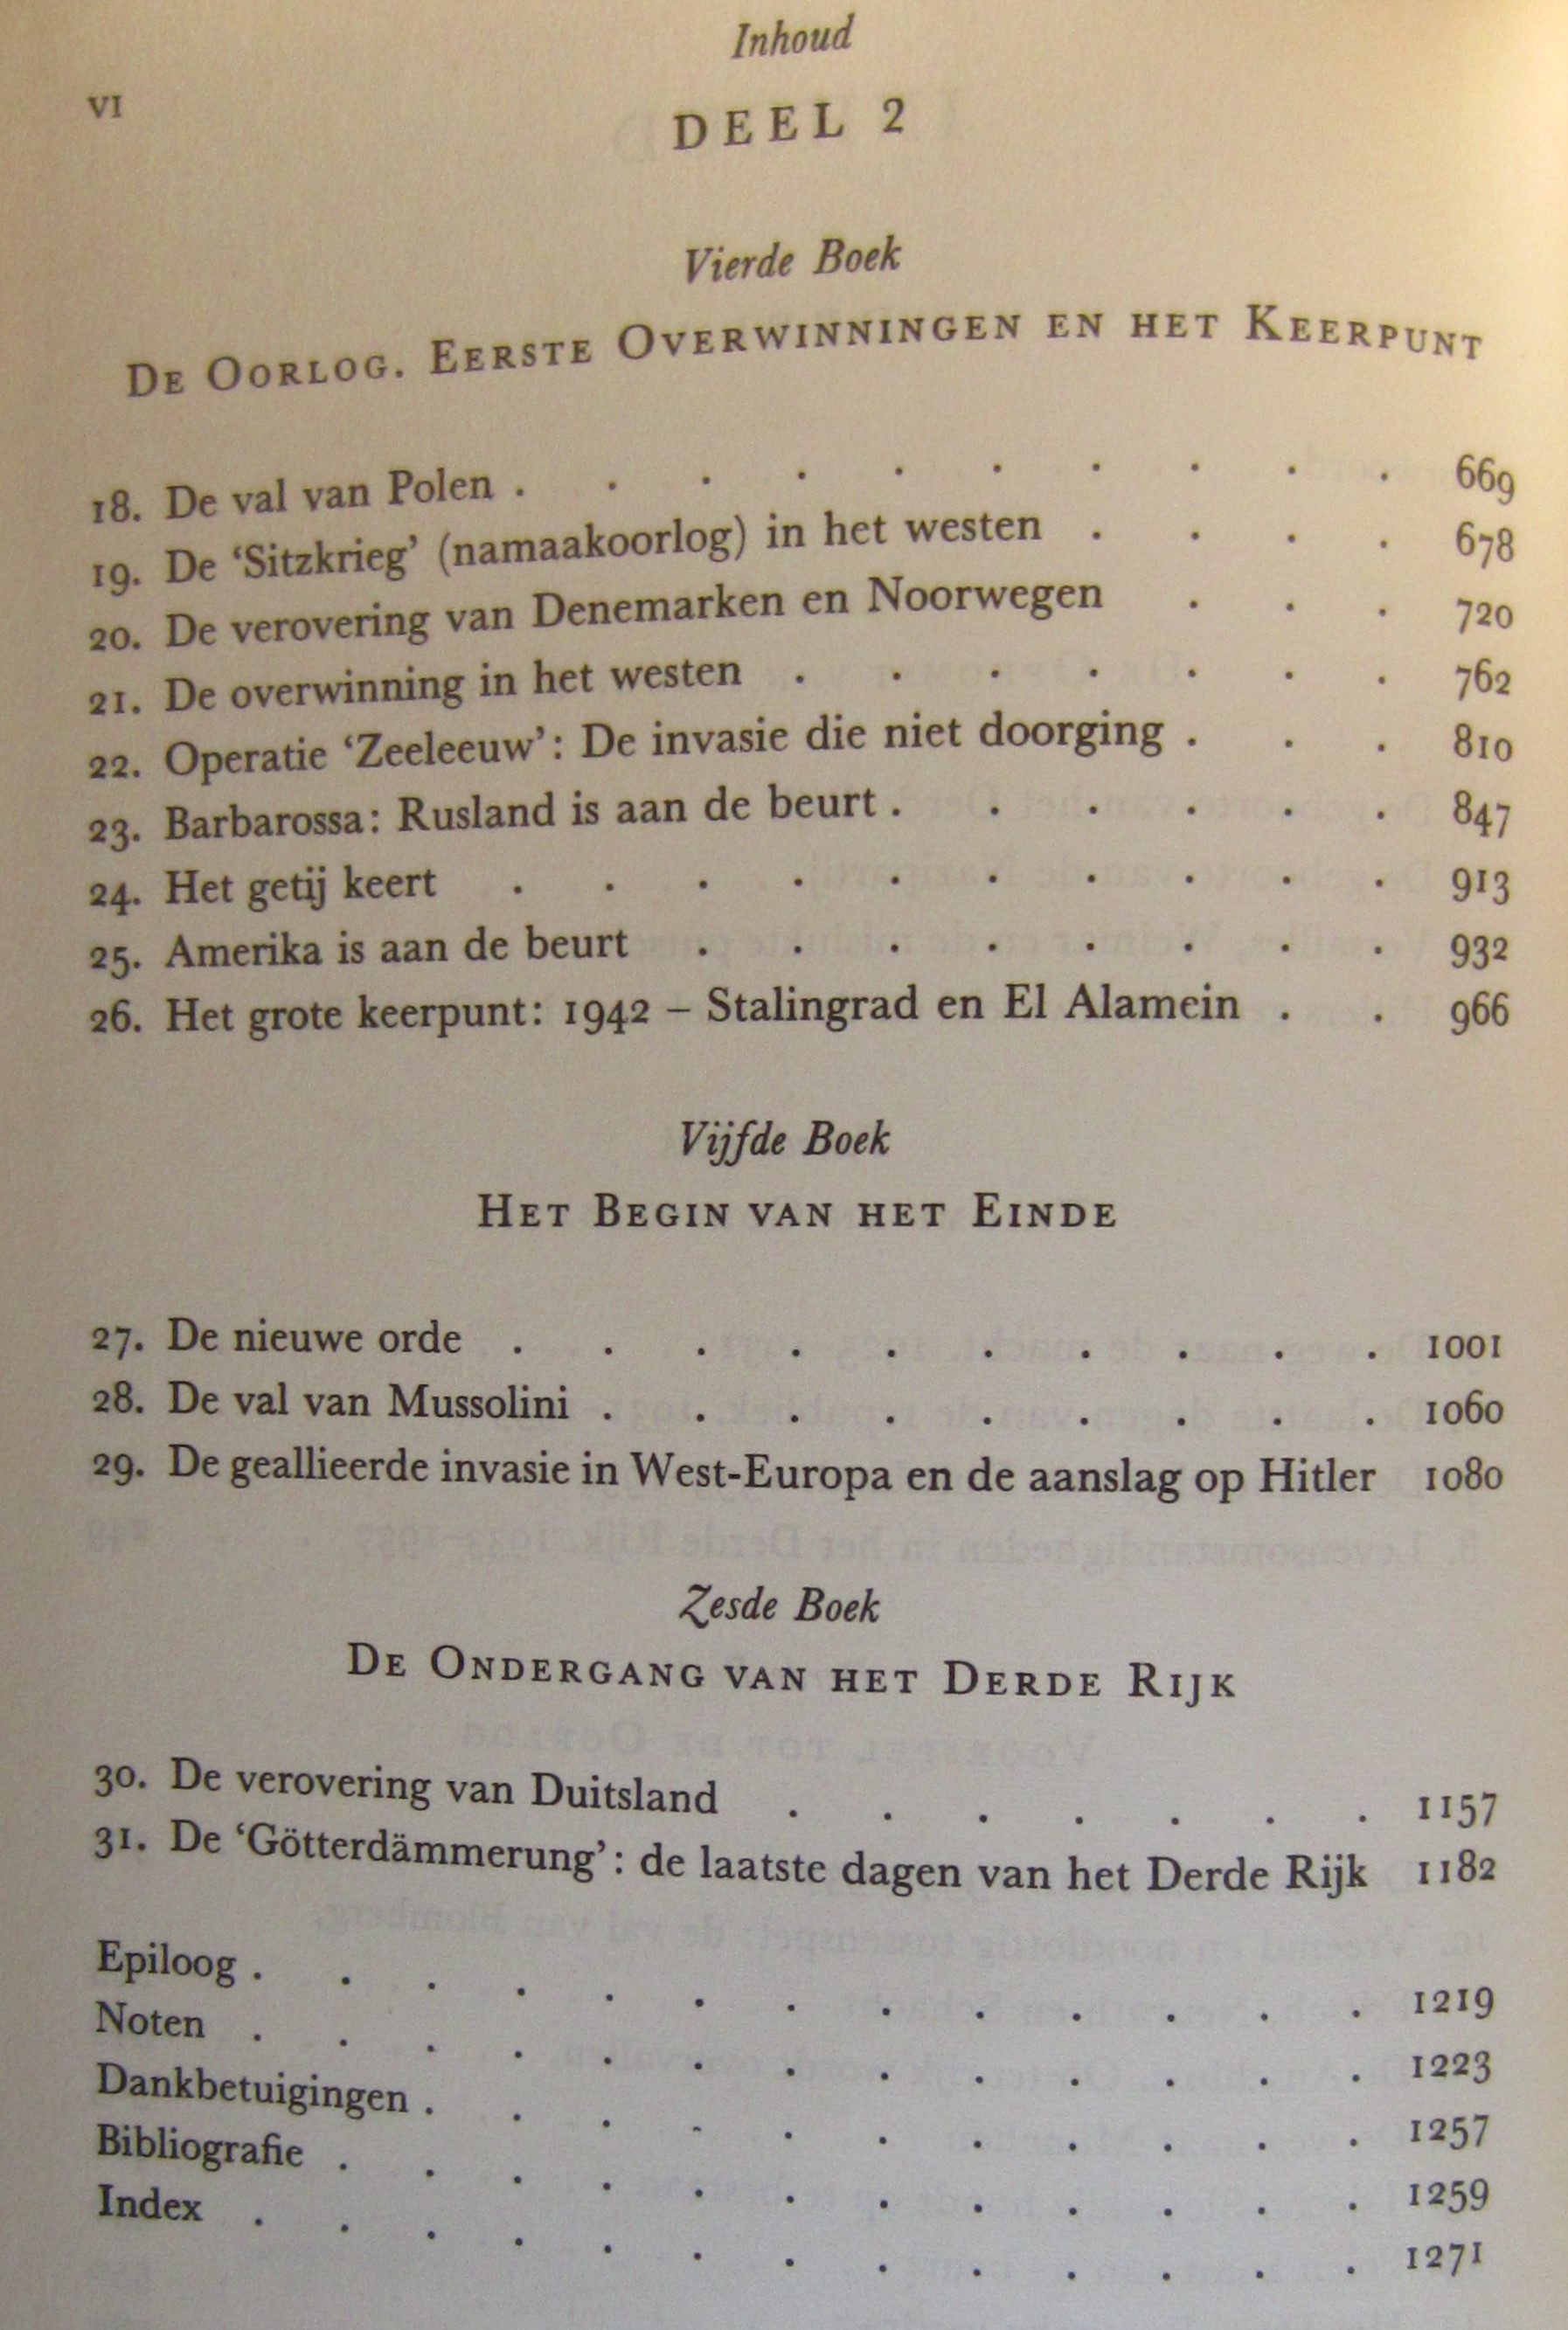 Inhoud
VI
DEEL 2
Vierde Boek
De Oorlog. Eerste Overwinningen en het Keerpunt
18. De val van Polen . . . . . . . . . . 669
19. De ‘Sitzkrieg’ (namaakoorlog) in het westen . . . . 678
20. De verovering van Denemarken en Noorwegen . . . 720
21. De overwinning in het westen . . . . . . . 762
22. Operatie ‘Zeeleeuw’: De invasie die niet doorging . . . 810
23. Barbarossa: Rusland is aan de beurt . . . . . . 847
24. Het getij keert . . . . . . . . . . 913
25. Amerika is aan de beurt . . . . . . . . 932
26. Het grote keerpunt: 1942 – Stalingrad en El Alamein . . 966
Vijfde Boek
Het Begin van het Einde
27. De nieuwe orde . . . . . . . . . . 1001
28. De val van Mussolini . . . . . . . . . 1060
29. De geallieerde invasie in West-Europa en de aanslag op Hitler 1080
Zesde Boek
De Ondergang van het Derde Rijk
30. De verovering van Duitsland . . . . . . . 1157
31. De ‘Götterdämmerung’: de laatste dagen van het Derde Rijk 1182
Epiloog . . . . . . . . . . . . . 1219
Noten . . . . . . . . . . . . . 1223
Dankbetuigingen . . . . . . . . . . . 1257
Bibliografie . . . . . . . . . . . . 1259
Index . . . . . . . . . . . . . 1271